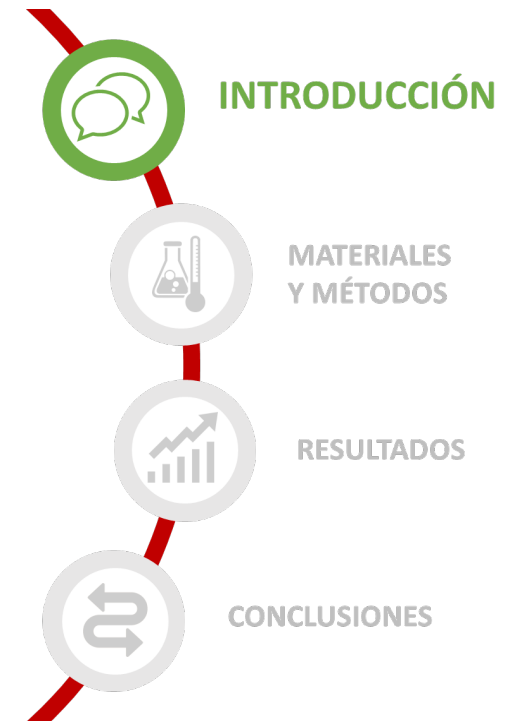 INTRODUCCIÓN
MATERIALES
Y MÉTODOS
RESULTADOS
CONCLUSIONES